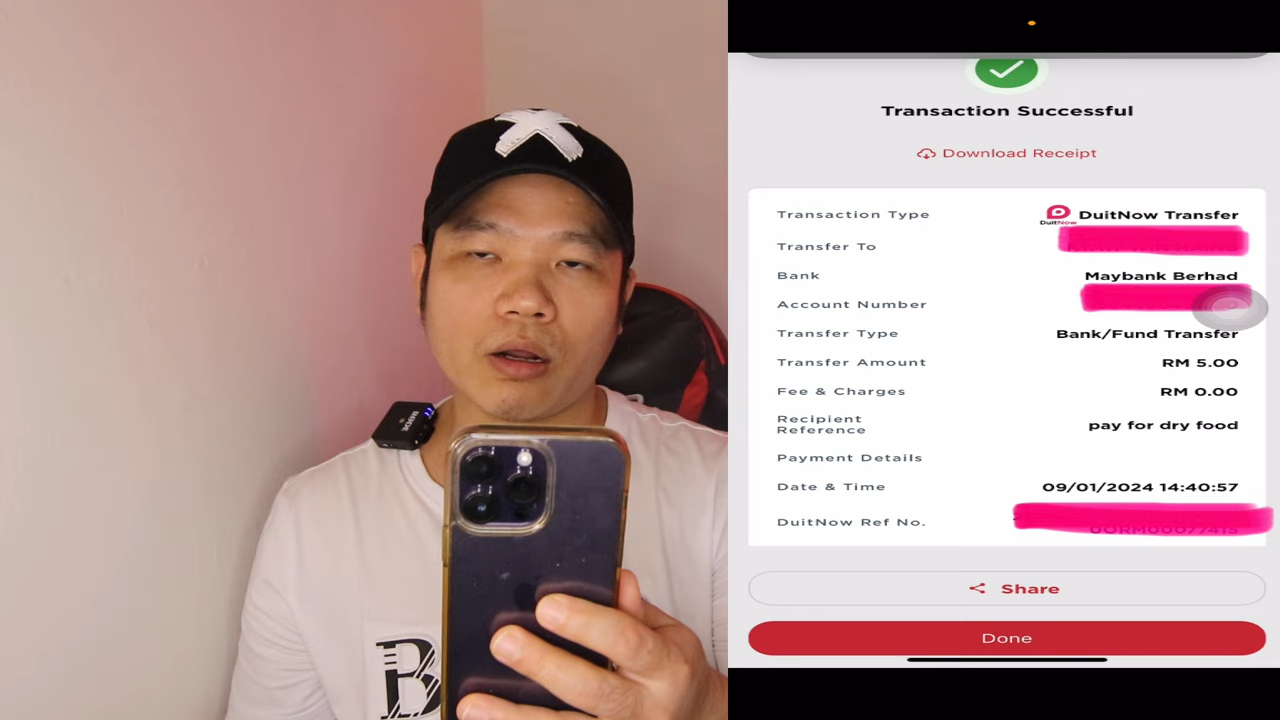 RØDE
B
Transaction Successful
Download Receipt
Transaction Type DuitNow Transfer
DuitNow
Transfer To
Bank Maybank Berhad
Account Number
Transfer Type Bank/Fund Transfer
Transfer Amount RM 5.00
Fee & Charges RM 0.00
Recipient
Reference pay for dry food
Payment Details
Date & Time 09/01/2024 14:40:57
DuitNow Ref No.
Share
Done